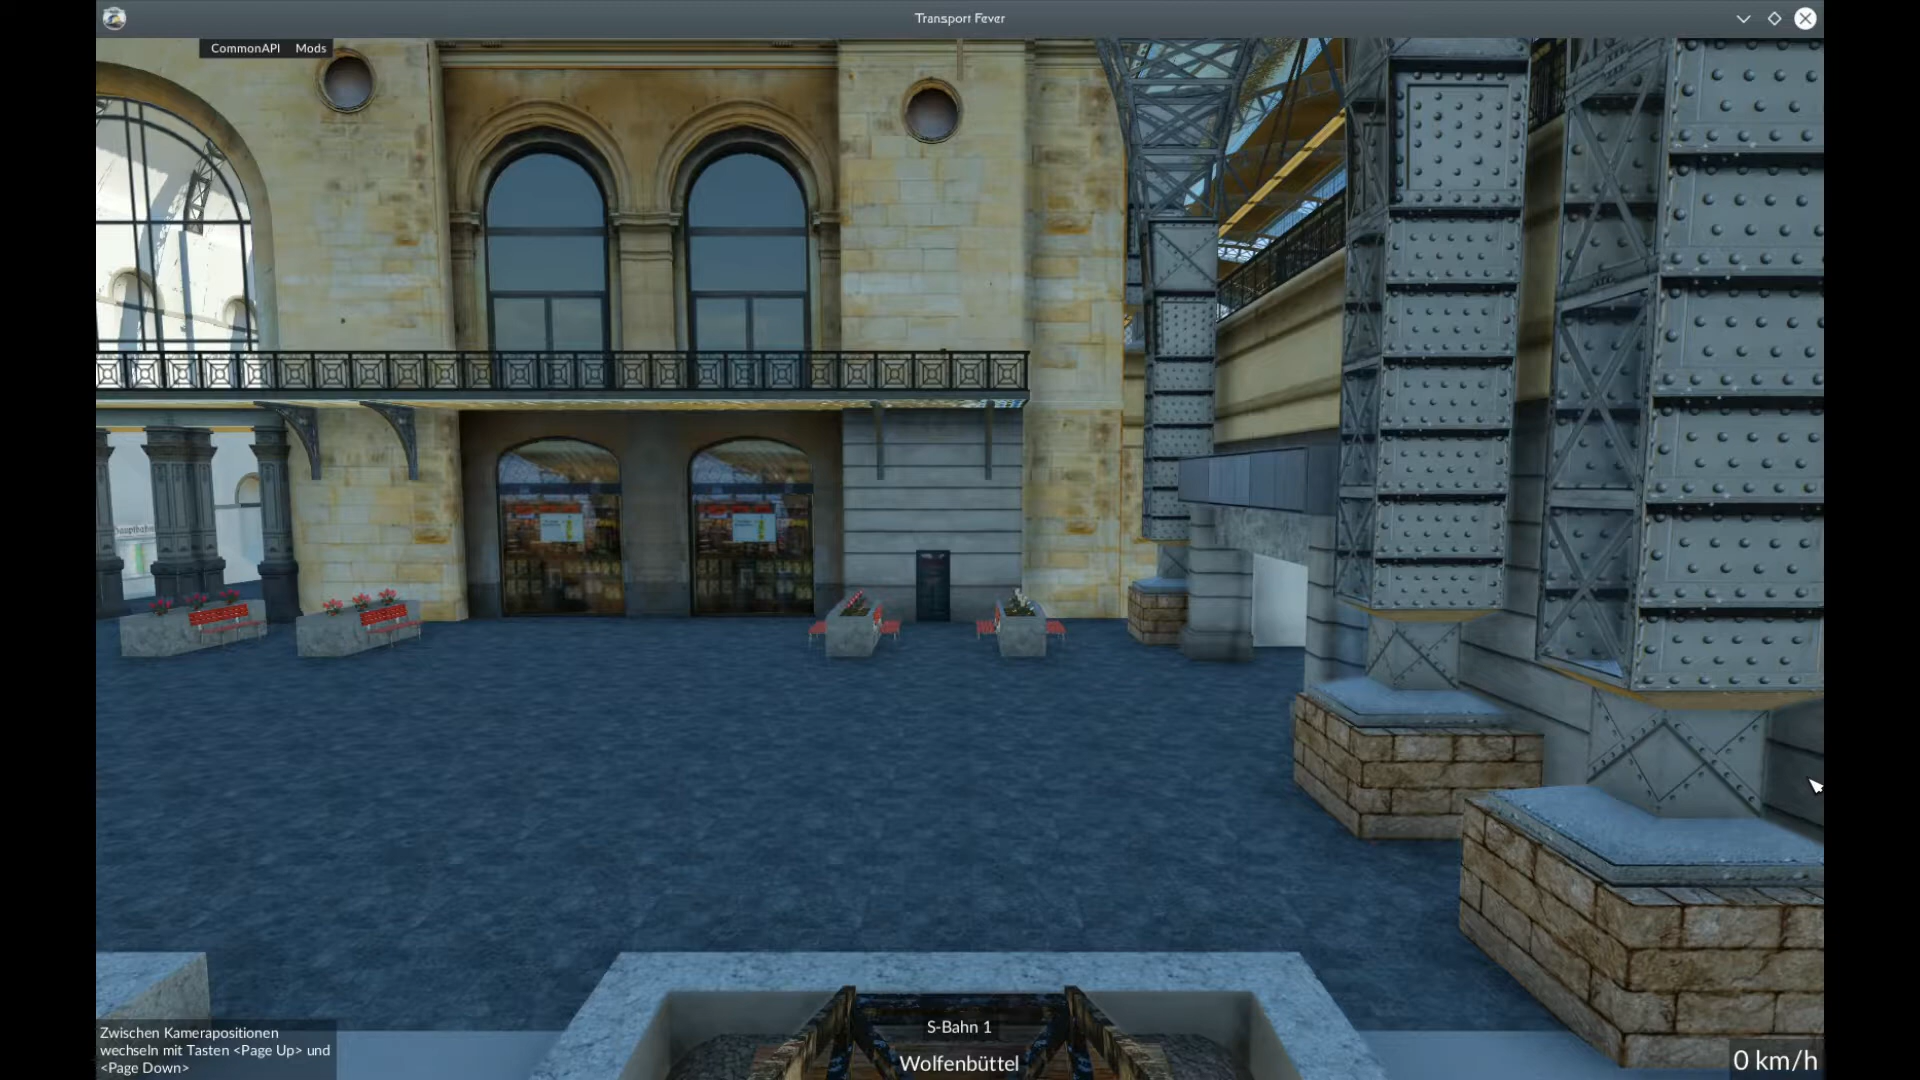 Transport Fever
CommonAPI Mods
Zwischen Kamerapositionen
wechseln mit Tasten <Page Up> und
<Page Down>
S-Bahn 1
Wolfenbüttel
0 km/h